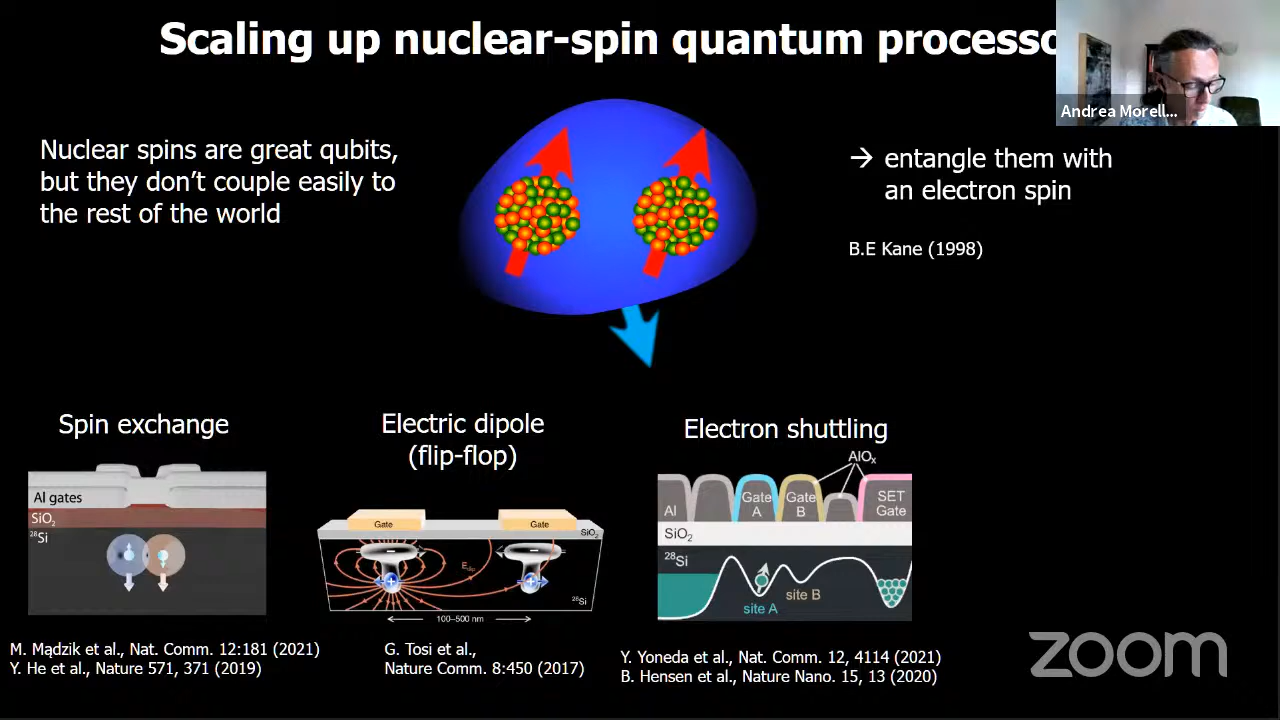 Scaling up nuclear-spin quantum
Andrea Morell...
Nuclear spins are great qubits,
but they don't couple easily to
the rest of the world
→ entangle them with
an electron spin
B.E Kane (1998)
Spin exchange
Al gates
SiO2
28Si
M. Mądzik et al., Nat. Comm. 12:181 (2021)
Y. He et al., Nature 571, 371 (2019)
Electric dipole
(flip-flop)
Gate
Gate
SiO2
Edip
28Si
100–500 nm
G. Tosi et al.,
Nature Comm. 8:450 (2017)
Electron shuttling
AlOx
Al
Gate
A
Gate
B
SET
Gate
SiO2
28Si
site A
site B
Y. Yoneda et al., Nat. Comm. 12, 4114 (2021)
B. Hensen et al., Nature Nano. 15, 13 (2020)
zoom